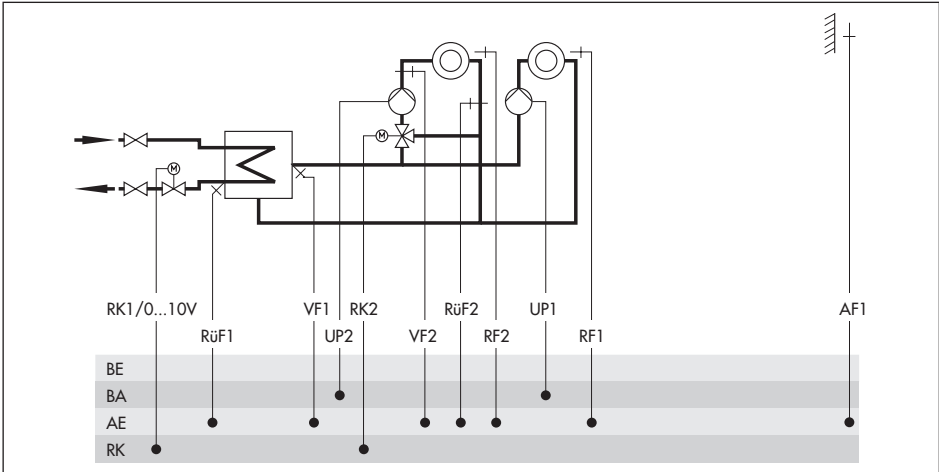 M
M
RK1/0...10V VF1 RK2 RüF2 UP1 AF1
RüF1 UP2 VF2 RF2 RF1
BE
BA
AE
RK